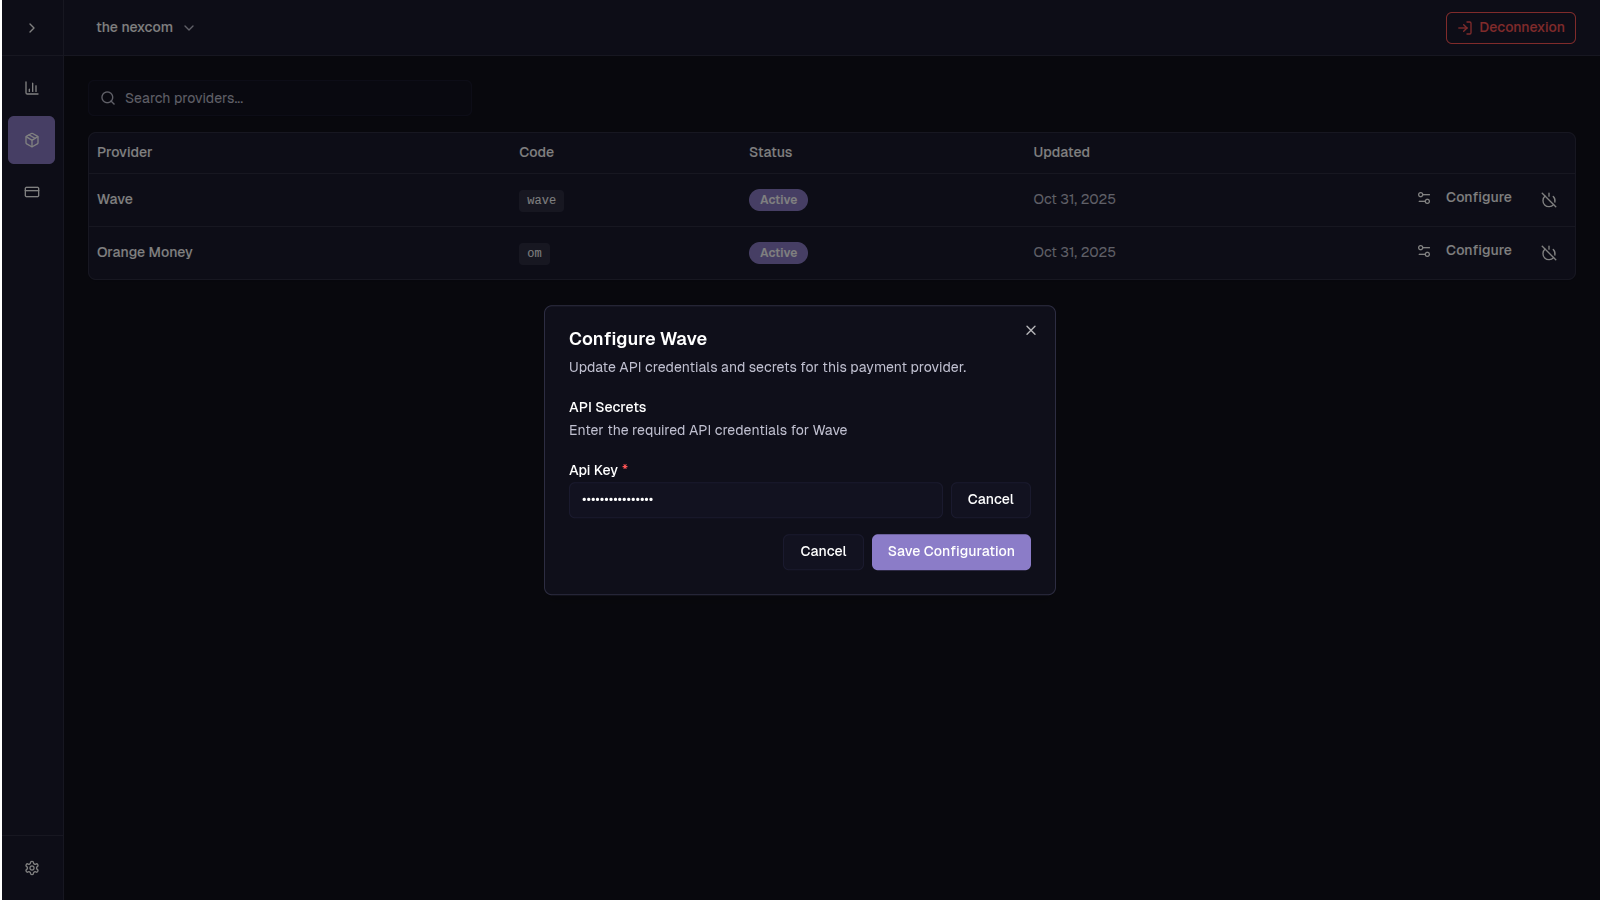 the nexcom
Deconnexion
Search providers...
Provider Code Status Updated
Wave wave Active Oct 31, 2025 Configure
Orange Money om Active Oct 31, 2025 Configure
Configure Wave
Update API credentials and secrets for this payment provider.
API Secrets
Enter the required API credentials for Wave
Api Key *
•••••••••••••••• Cancel
Cancel Save Configuration